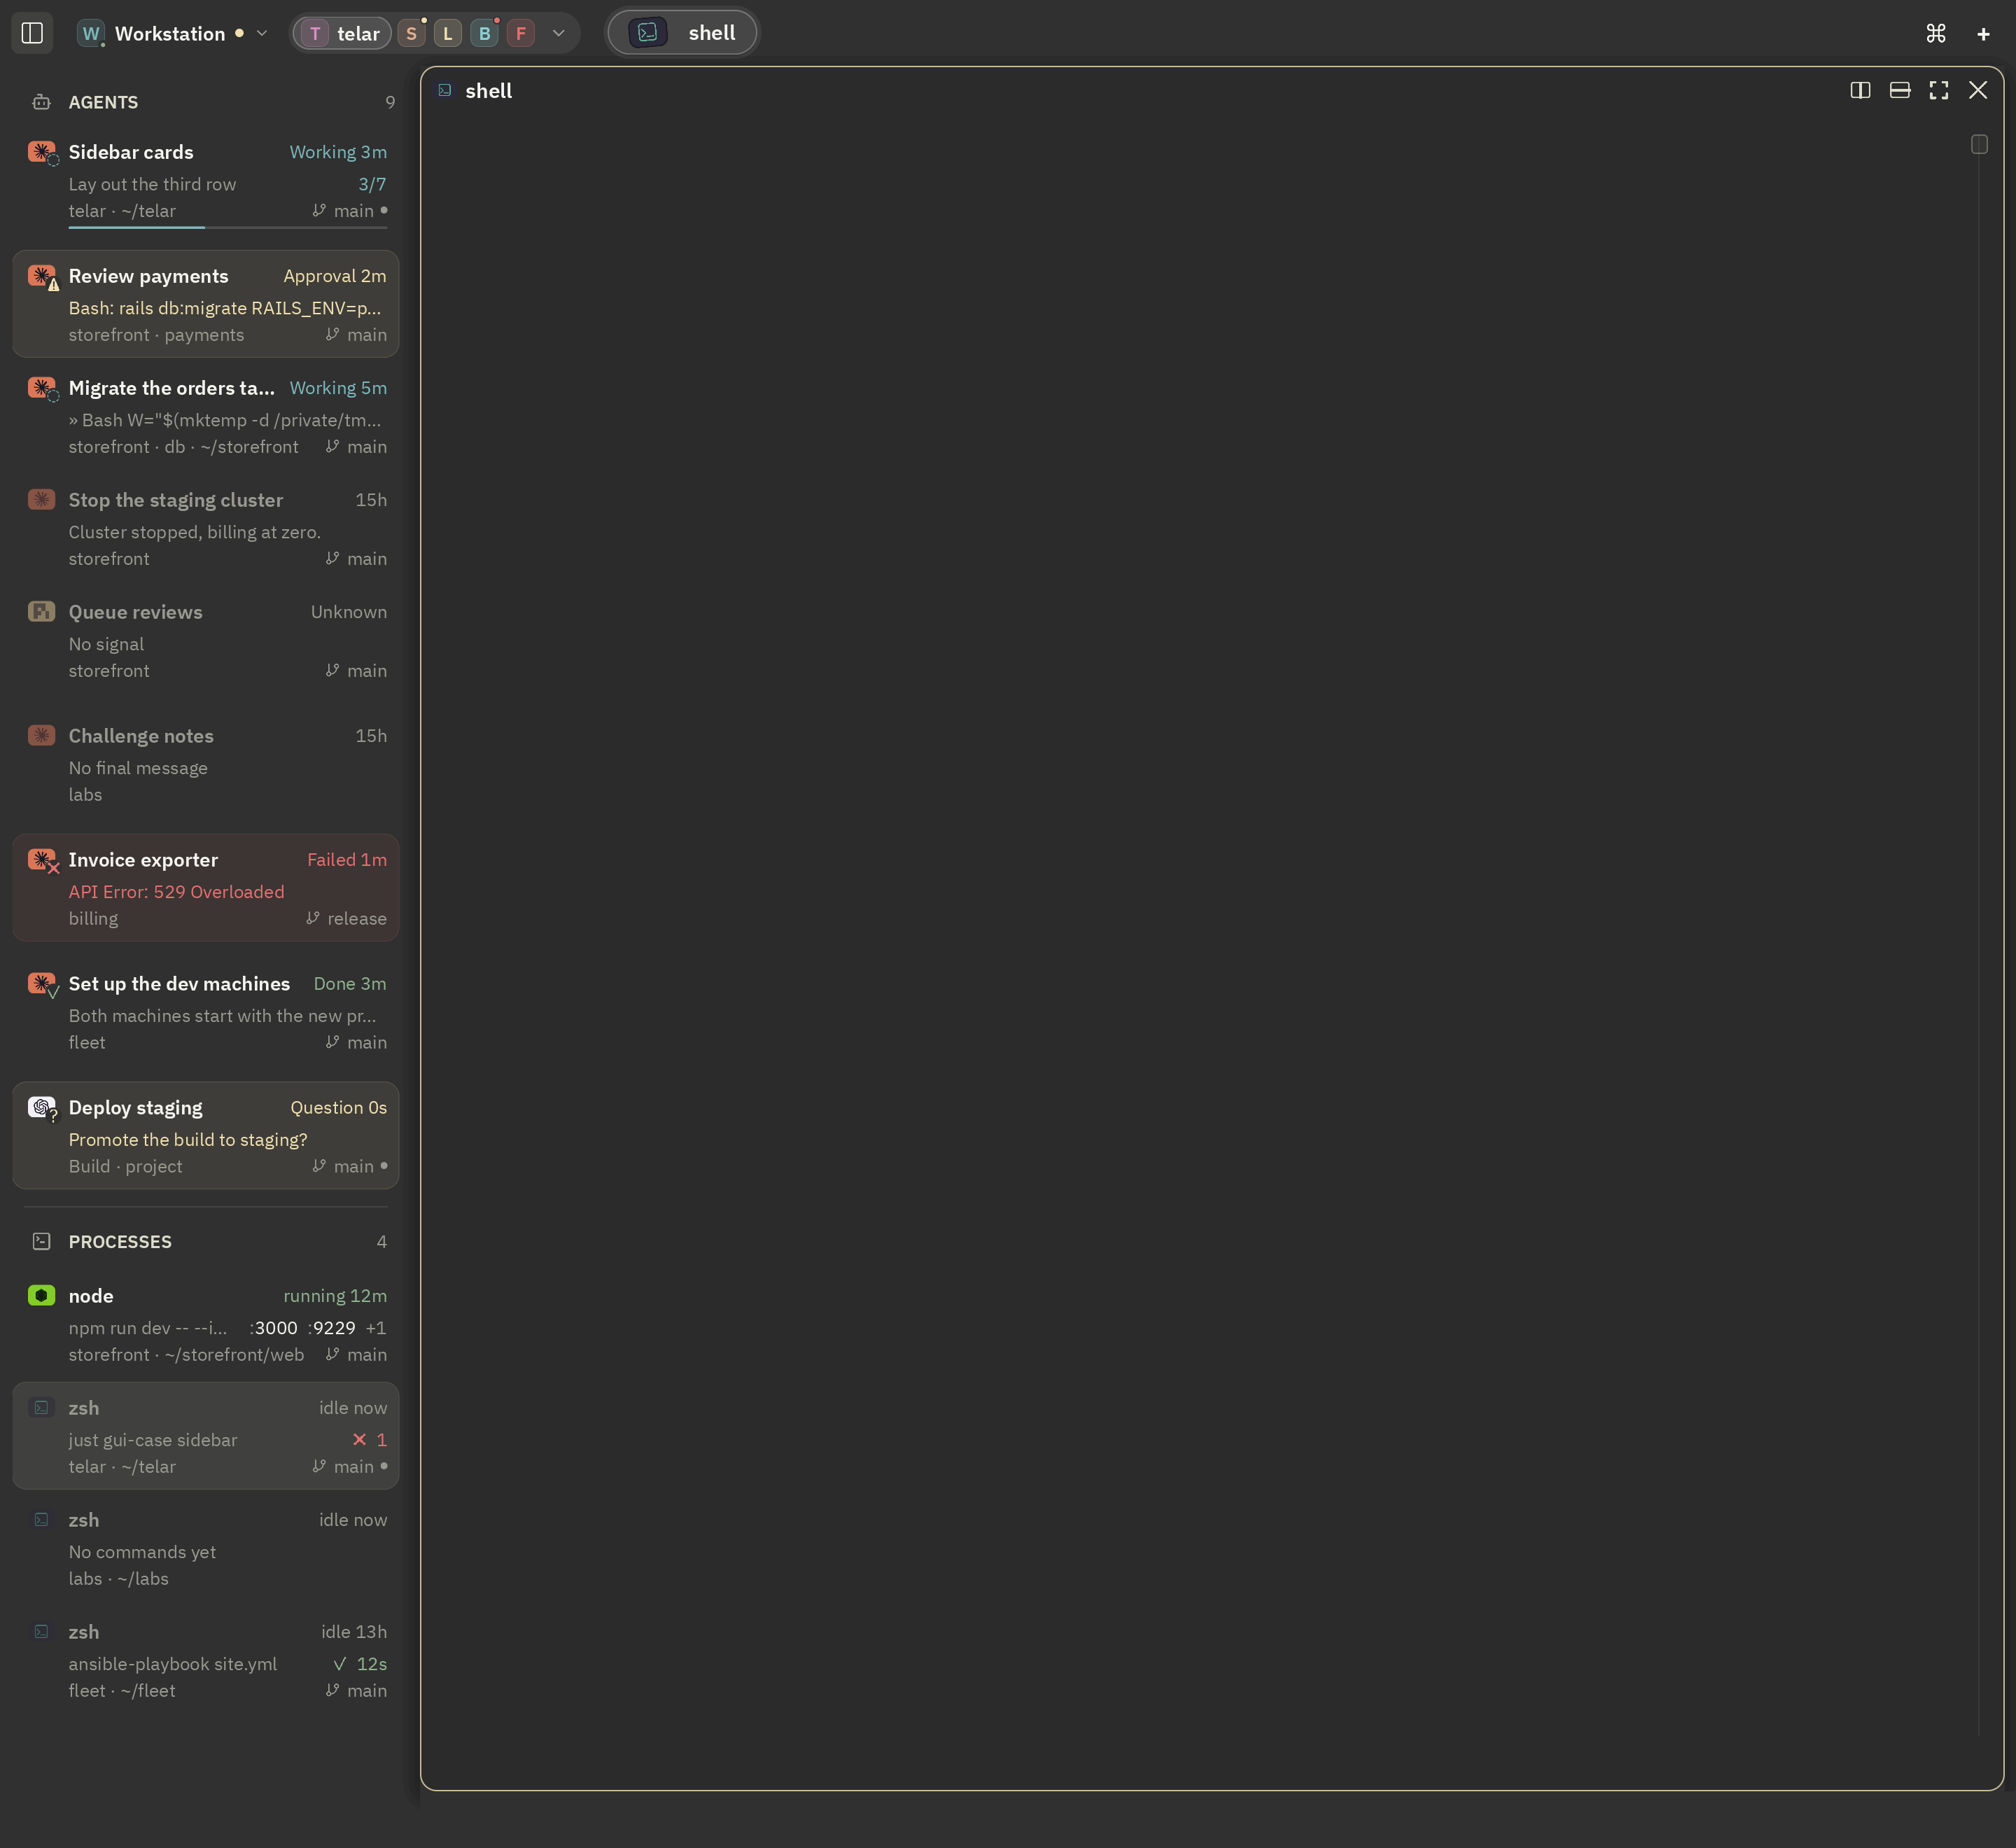 W Workstation
T telar S L B F
shell
shell
AGENTS 9
Sidebar cards Working 3m
Lay out the third row 3/7
telar · ~/telar main
Review payments Approval 2m
Bash: rails db:migrate RAILS_ENV=p...
storefront · payments main
Migrate the orders ta... Working 5m
» Bash W="$(mktemp -d /private/tm...
storefront · db · ~/storefront main
Stop the staging cluster 15h
Cluster stopped, billing at zero.
storefront main
Queue reviews Unknown
No signal
storefront main
Challenge notes 15h
No final message
labs
Invoice exporter Failed 1m
API Error: 529 Overloaded
billing release
Set up the dev machines Done 3m
Both machines start with the new pr...
fleet main
Deploy staging Question 0s
Promote the build to staging?
Build · project main
PROCESSES 4
node running 12m
npm run dev -- --i... :3000 :9229 +1
storefront · ~/storefront/web main
zsh idle now
just gui-case sidebar ✕ 1
telar · ~/telar main
zsh idle now
No commands yet
labs · ~/labs
zsh idle 13h
ansible-playbook site.yml ✓ 12s
fleet · ~/fleet main